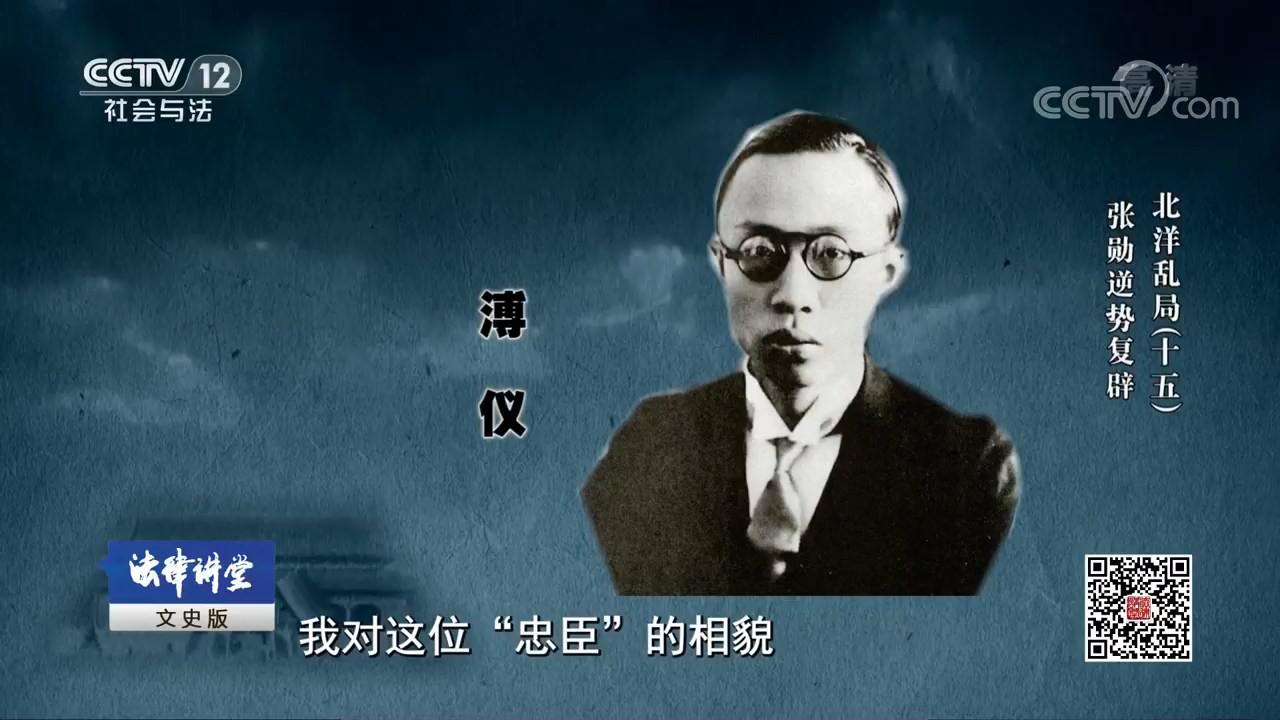 CCTV 12
社会与法
高清
CCTV com
北洋乱局(十五)
张勋逆势复辟
溥仪
法律讲堂
文史版
我对这位“忠臣”的相貌